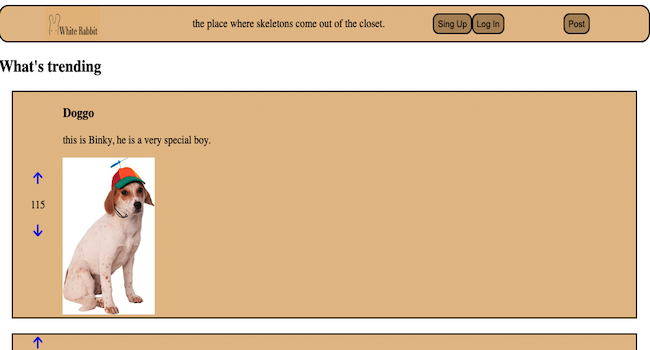 White Rabbit
the place where skeletons come out of the closet.
Sing Up Log In
Post
What's trending
Doggo
this is Binky, he is a very special boy.
115